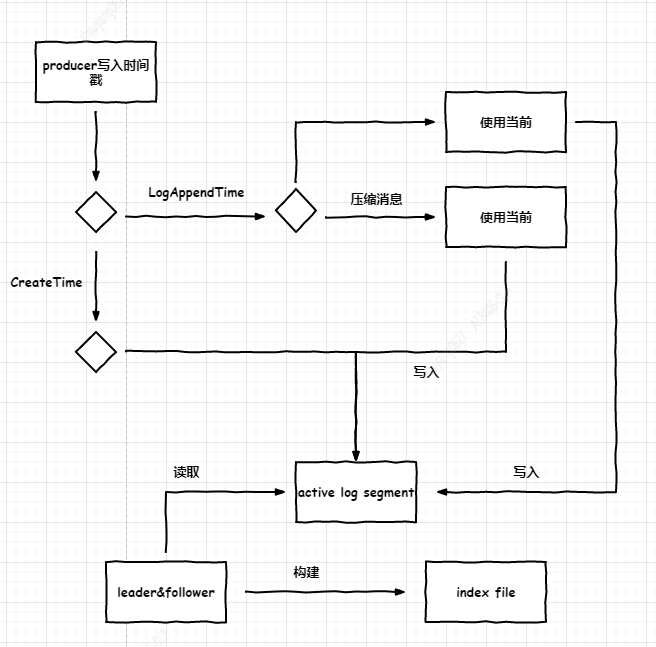 producer写入时间
戳
使用当前
LogAppendTime
压缩消息
使用当前
CreateTime
写入
读取
active log segment
写入
构建
leader&follower
index file